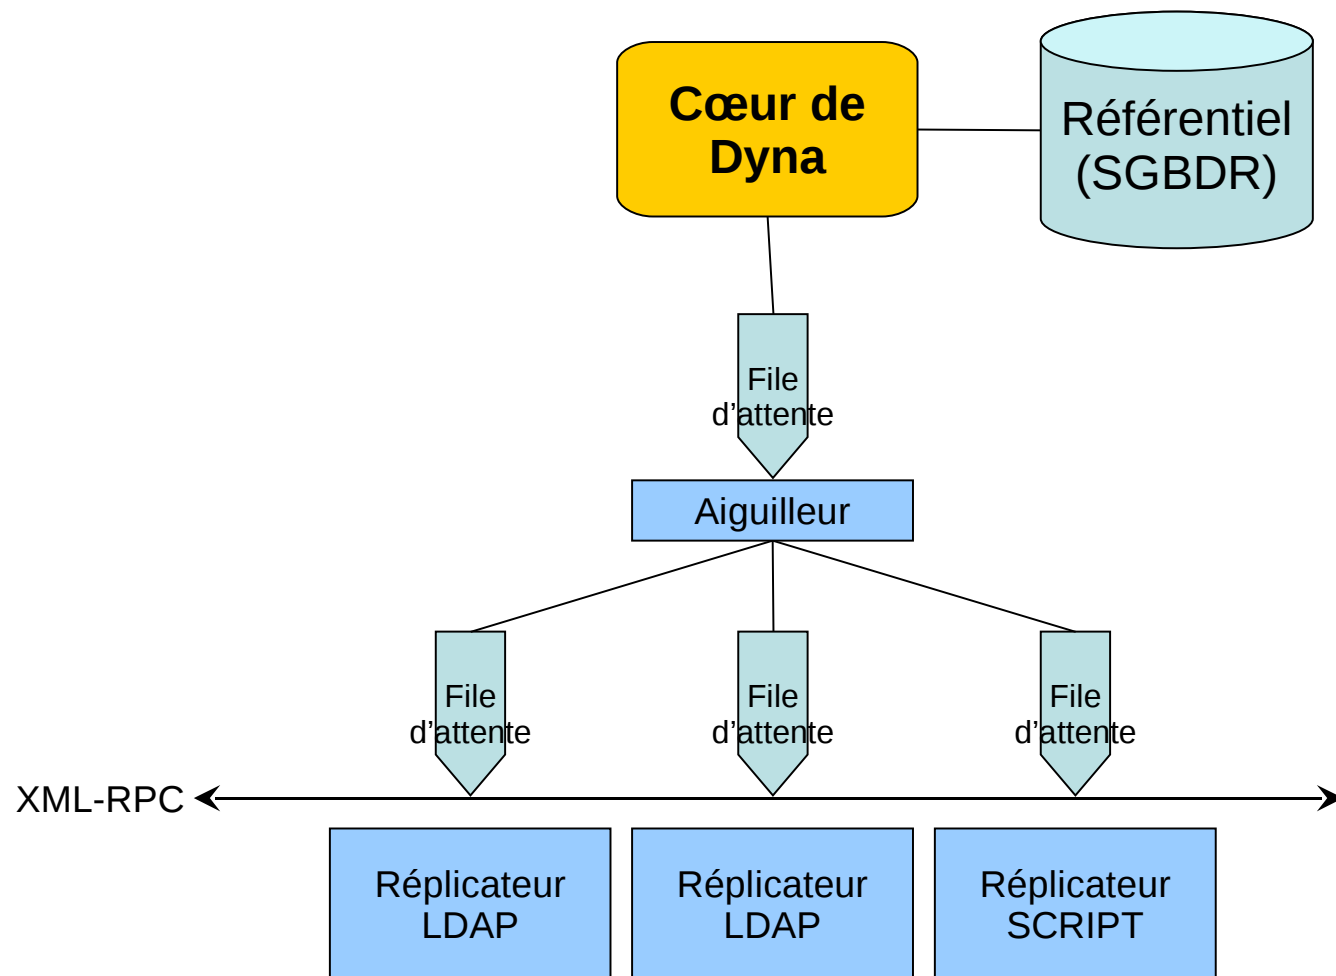 Cœur de
Dyna
Référentiel
(SGBDR)
File
d’attente
Aiguilleur
File
d’attente
File
d’attente
File
d’attente
XML-RPC
Réplicateur
LDAP
Réplicateur
LDAP
Réplicateur
SCRIPT